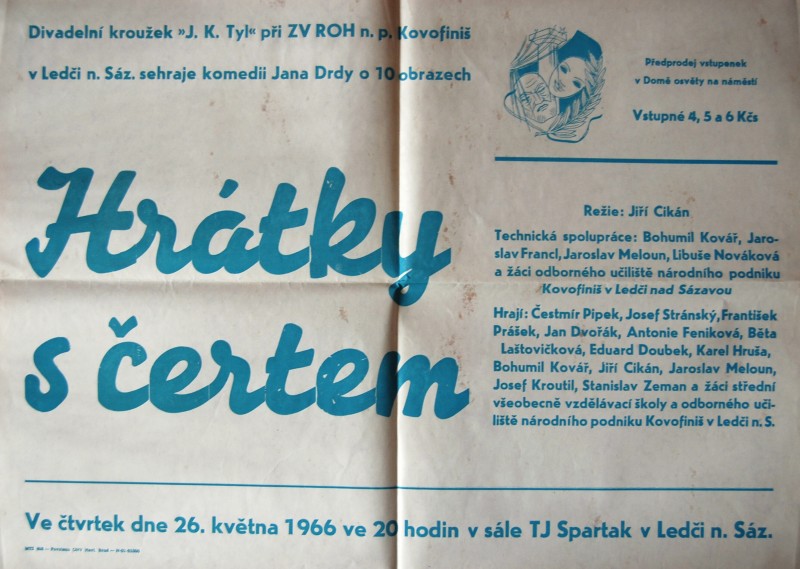 Divadelní kroužek »J. K. Tyl« při ZV ROH n. p. Kovofiniš
v Ledči n. Sáz. sehraje komedii Jana Drdy o 10 obrazech
Předprodej vstupenek
v Domě osvěty na náměstí
Vstupné 4, 5 a 6 Kčs
Hrátky
s čertem
Režie: Jiří Cikán
Technická spolupráce: Bohumil Kovář, Jaro-
slav Francl, Jaroslav Meloun, Libuše Nováková
a žáci odborného učiliště národního podniku
Kovofiniš v Ledči nad Sázavou
Hrají: Čestmír Pipek, Josef Stránský, František
Prášek, Jan Dvořák, Antonie Feniková, Běta
Laštovičková, Eduard Doubek, Karel Hruša,
Bohumil Kovář, Jiří Cikán, Jaroslav Meloun,
Josef Kroutil, Stanislav Zeman a žáci střední
všeobecně vzdělávací školy a odborného uči-
liště národního podniku Kovofiniš v Ledči n. S.
Ve čtvrtek dne 26. května 1966 ve 20 hodin v sále TJ Spartak v Ledči n. Sáz.